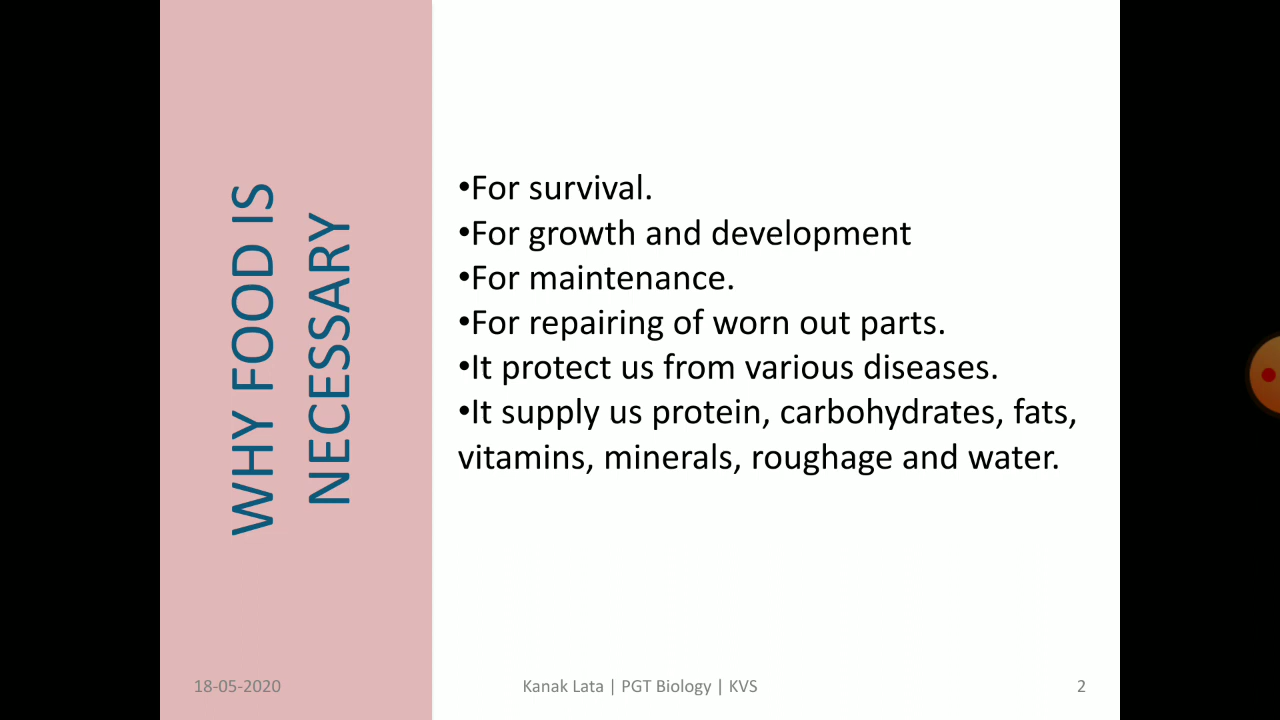 WHY FOOD IS
NECESSARY
•For survival.
•For growth and development
•For maintenance.
•For repairing of worn out parts.
•It protect us from various diseases.
•It supply us protein, carbohydrates, fats,
vitamins, minerals, roughage and water.
18-05-2020
Kanak Lata | PGT Biology | KVS
2